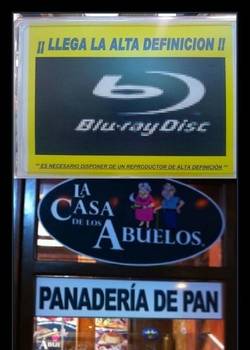 ¡¡ LLEGA LA ALTA DEFINICION !!
Blu-ray Disc
** ES NECESARIO DISPONER DE UN REPRODUCTOR DE ALTA DEFINICIÓN **
LA
CASA
DE LOS
ABUELOS
PANADERÍA DE PAN